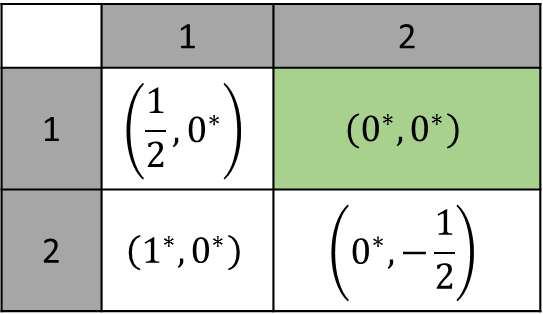 1 2
1 (1/2, 0*) (0*, 0*)
2 (1*, 0*) (0*, −1/2)